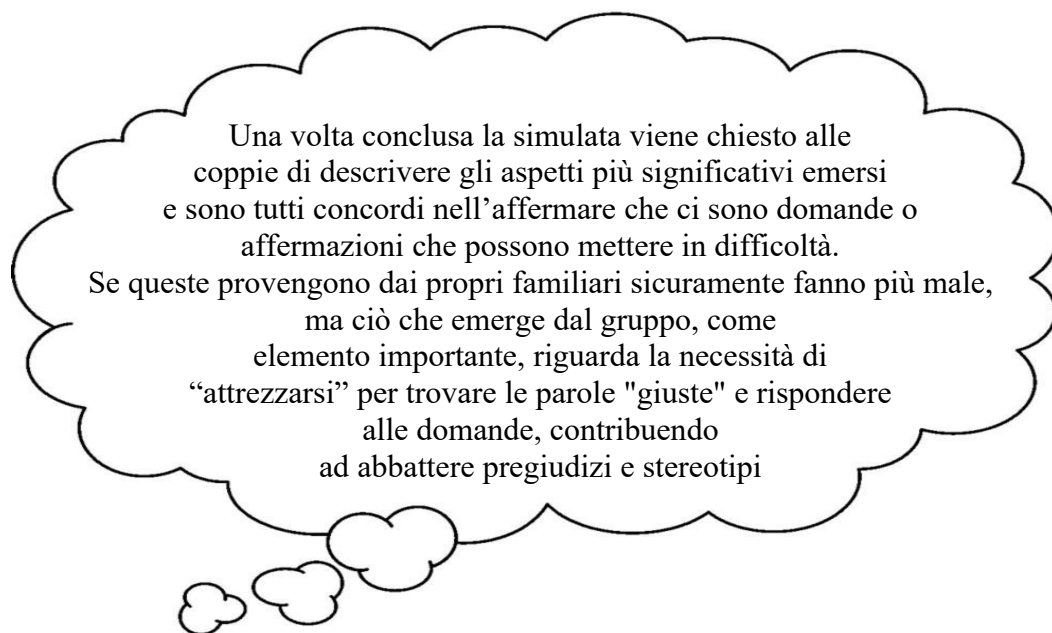 Una volta conclusa la simulata viene chiesto alle
coppie di descrivere gli aspetti più significativi emersi
e sono tutti concordi nell’affermare che ci sono domande o
affermazioni che possono mettere in difficoltà.
Se queste provengono dai propri familiari sicuramente fanno più male,
ma ciò che emerge dal gruppo, come
elemento importante, riguarda la necessità di
“attrezzarsi” per trovare le parole "giuste" e rispondere
alle domande, contribuendo
ad abbattere pregiudizi e stereotipi